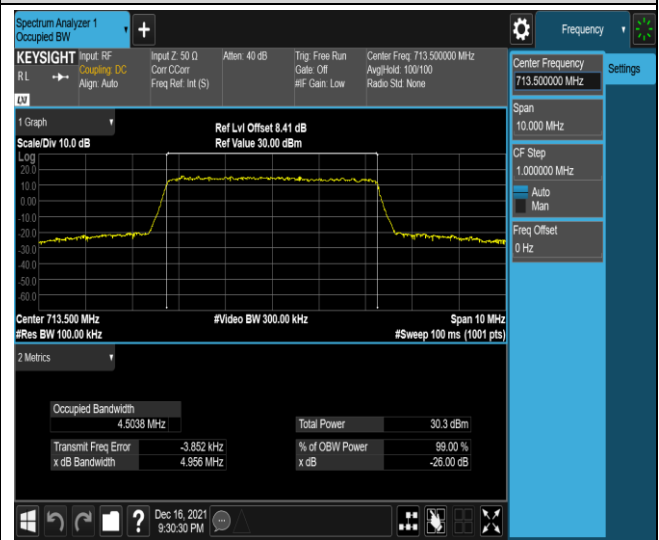 Spectrum Analyzer 1
Occupied BW
Frequency
KEYSIGHT
R L
LXI
Input: RF
Coupling: DC
Align: Auto
Input Z: 50 Ω
Corr CCorr
Freq Ref: Int (S)
Atten: 40 dB
Trig: Free Run
Gate: Off
#IF Gain: Low
Center Freq: 713.500000 MHz
Avg|Hold: 100/100
Radio Std: None
Center Frequency
713.500000 MHz
Settings
Span
10.000 MHz
CF Step
1.000000 MHz
Auto
Man
Freq Offset
0 Hz
1 Graph
Scale/Div 10.0 dB
Ref Lvl Offset 8.41 dB
Ref Value 30.00 dBm
Log
20.0
10.0
0.00
-10.0
-20.0
-30.0
-40.0
-50.0
-60.0
Center 713.500 MHz
#Video BW 300.00 kHz
Span 10 MHz
#Res BW 100.00 kHz
#Sweep 100 ms (1001 pts)
2 Metrics
Occupied Bandwidth
4.5038 MHz
Total Power 30.3 dBm
Transmit Freq Error -3.852 kHz
% of OBW Power 99.00 %
x dB Bandwidth 4.956 MHz
x dB -26.00 dB
?
Dec 16, 2021
9:30:30 PM